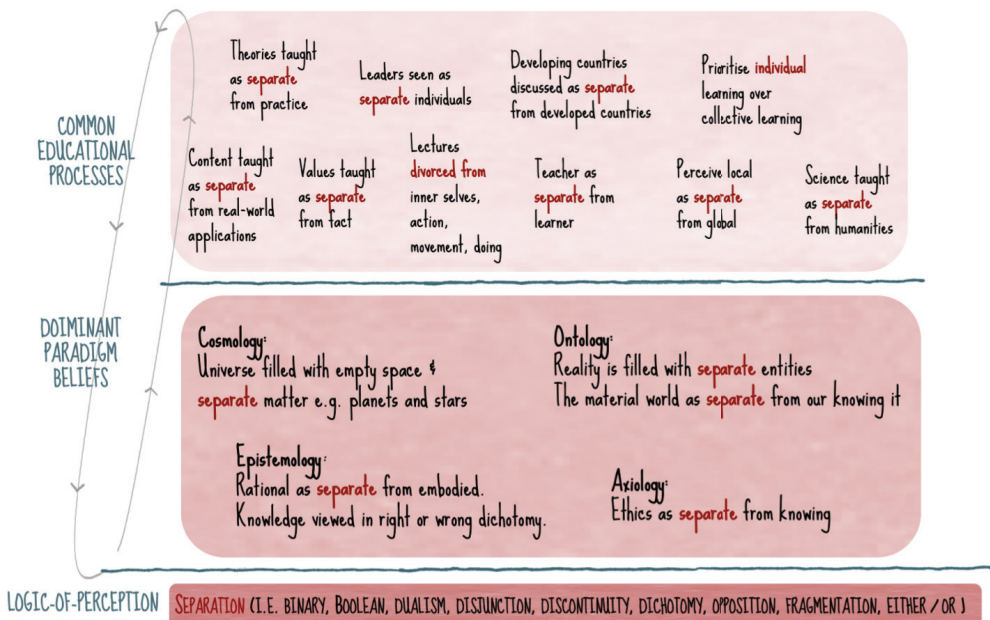 COMMON
EDUCATIONAL
PROCESSES
Theories taught
as separate
from practice
Leaders seen as
separate individuals
Developing countries
discussed as separate
from developed countries
Prioritise individual
learning over
collective learning
Content taught
as separate
from real-world
applications
Values taught
as separate
from fact
Lectures
divorced from
inner selves,
action,
movement, doing
Teacher as
separate from
learner
Perceive local
as separate
from global
Science taught
as separate
from humanities
DOIMINANT
PARADIGM
BELIEFS
Cosmology:
Universe filled with empty space &
separate matter e.g. planets and stars
Ontology:
Reality is filled with separate entities
The material world as separate from our knowing it
Epistemology:
Rational as separate from embodied.
Knowledge viewed in right or wrong dichotomy.
Axiology:
Ethics as separate from knowing
LOGIC-OF-PERCEPTION
SEPARATION (I.E. BINARY, BOOLEAN, DUALISM, DISJUNCTION, DISCONTINUITY, DICHOTOMY, OPPOSITION, FRAGMENTATION, EITHER / OR )